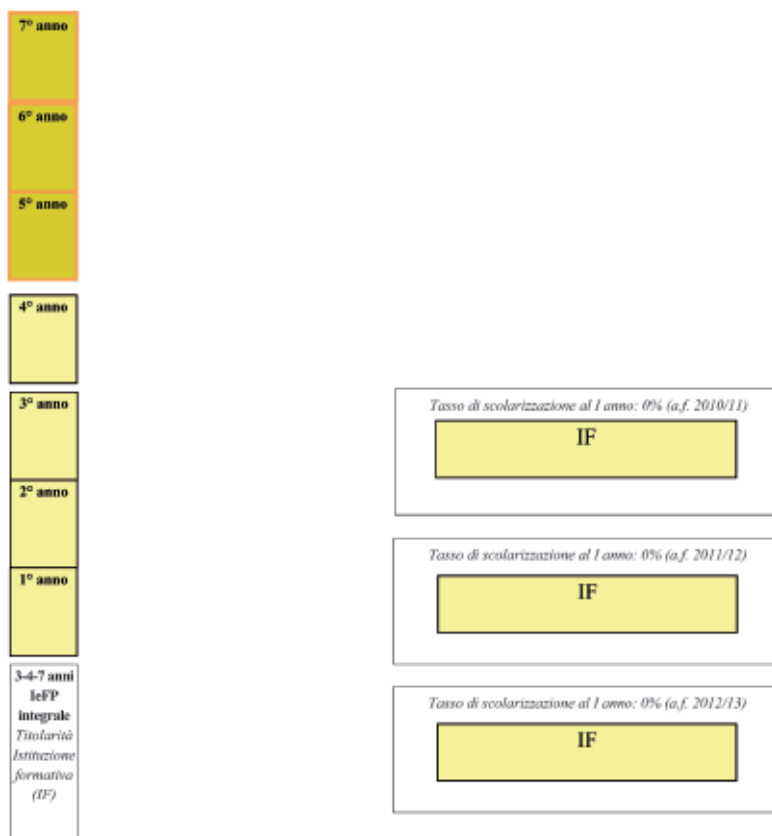 7° anno
6° anno
5° anno
4° anno
3° anno
2° anno
1° anno
3-4-7 anni
IeFP
integrale
Titolarità
Istituzione
formativa
(IF)
Tasso di scolarizzazione al I anno: 0% (a.f. 2010/11)
IF
Tasso di scolarizzazione al I anno: 0% (a.f. 2011/12)
IF
Tasso di scolarizzazione al I anno: 0% (a.f. 2012/13)
IF